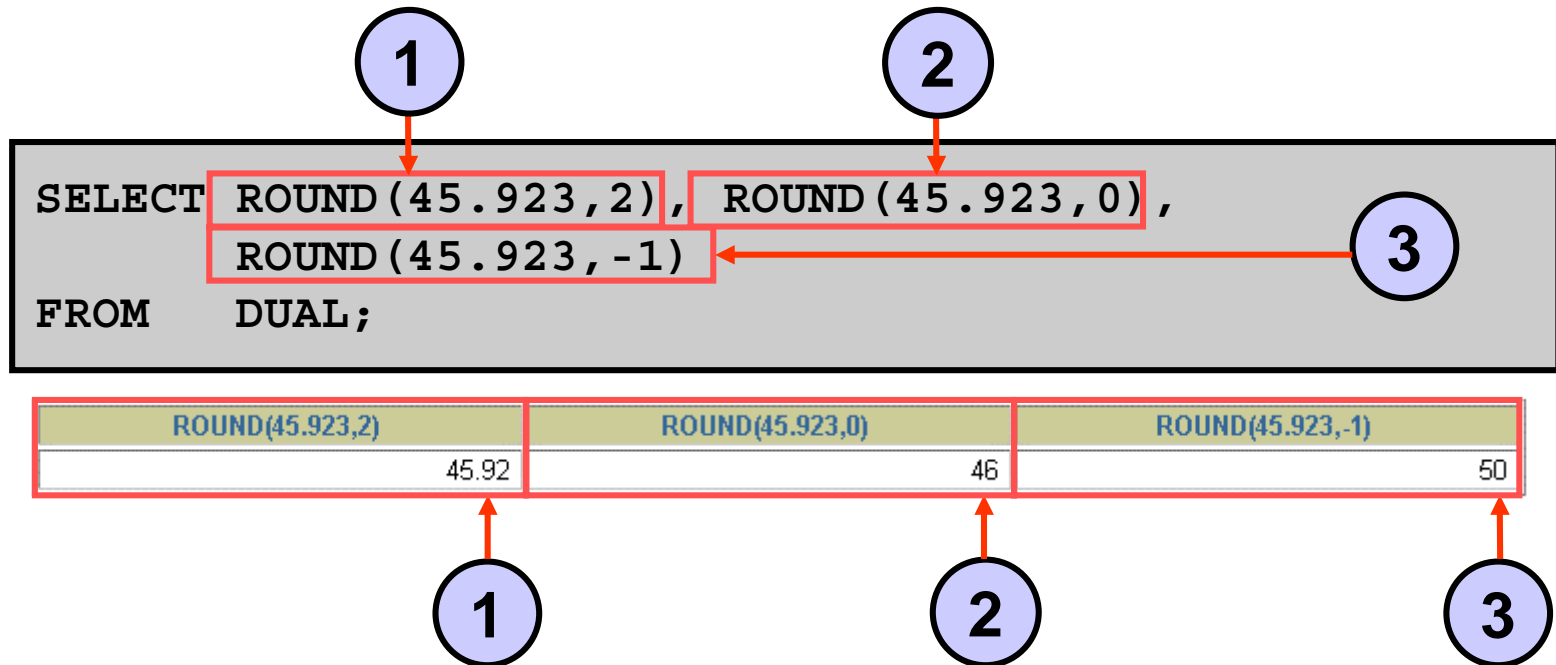 1 2
SELECT ROUND(45.923,2), ROUND(45.923,0),
ROUND(45.923,-1) 3
FROM DUAL;
ROUND(45.923,2) ROUND(45.923,0) ROUND(45.923,-1)
45.92 46 50
1 2 3